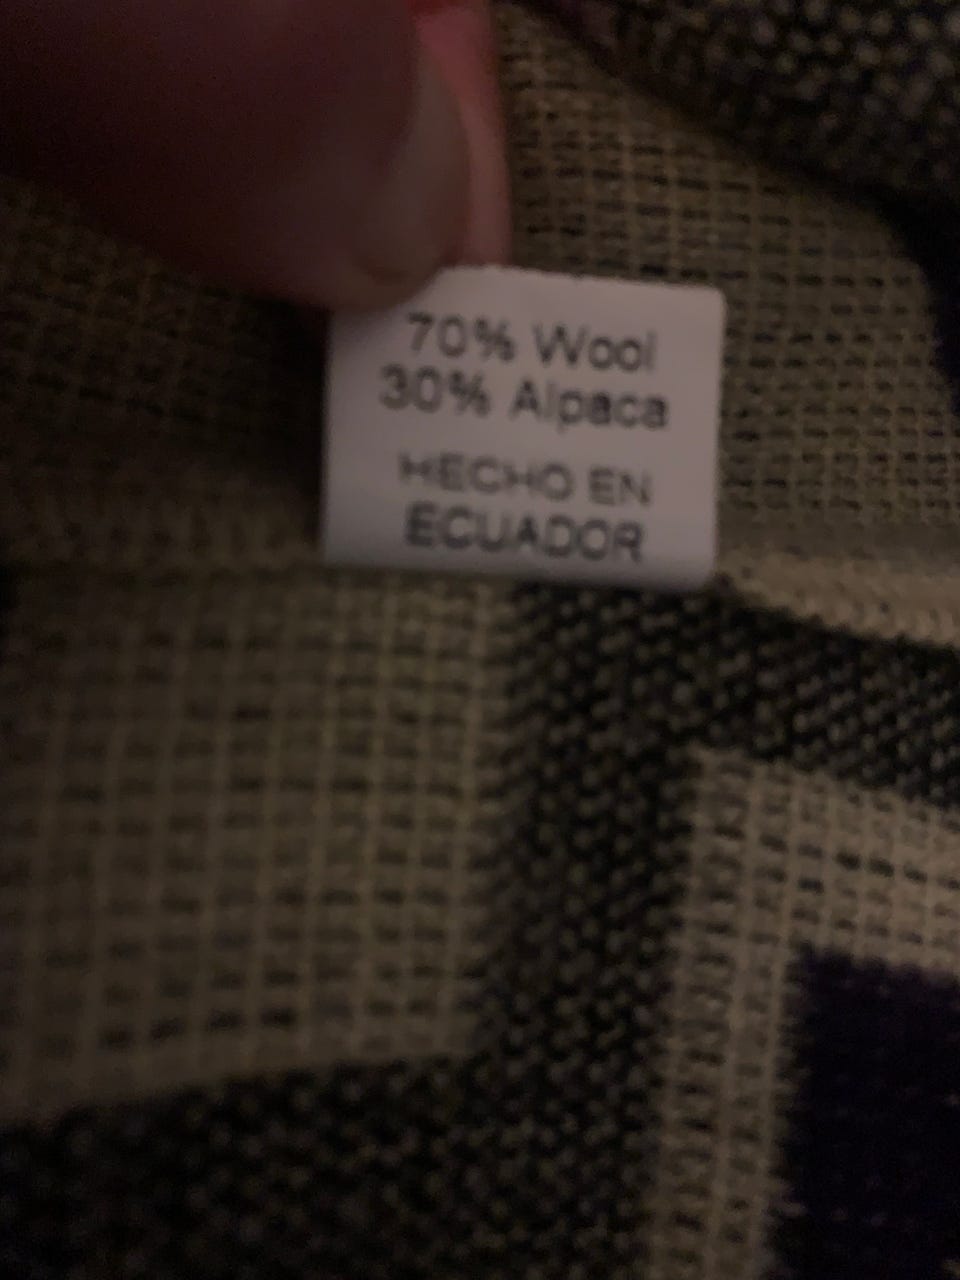 70% Wool
30% Alpaca
HECHO EN
ECUADOR